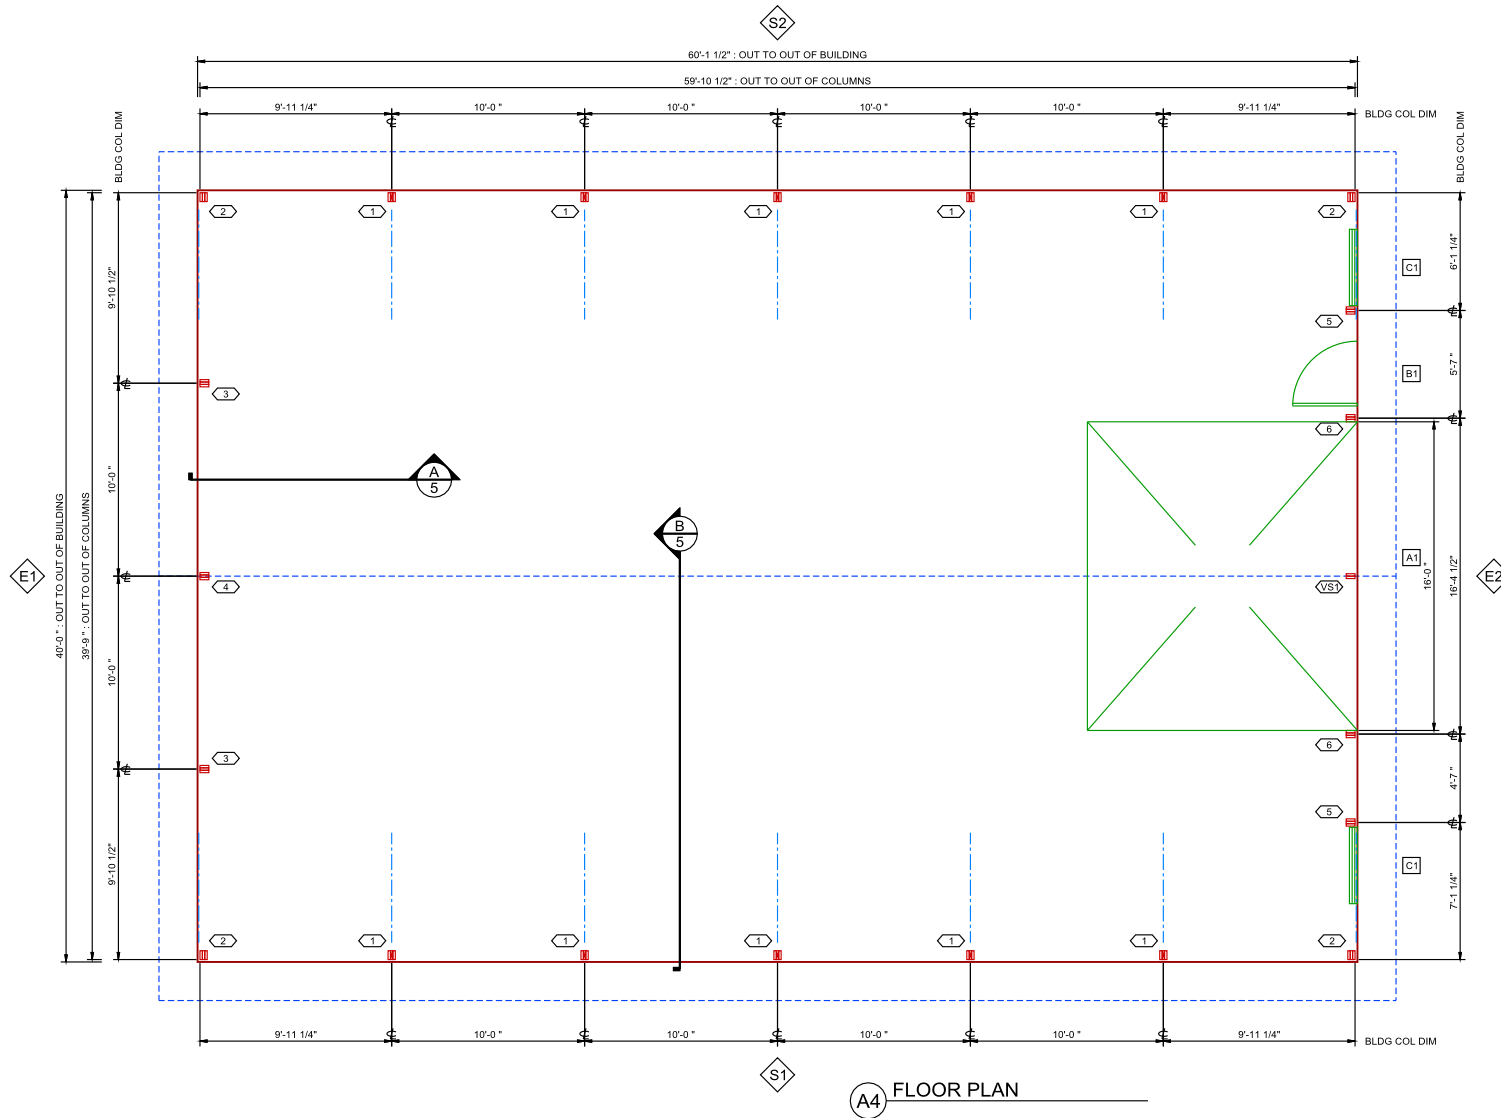 S2
60'-1 1/2" : OUT TO OUT OF BUILDING
59'-10 1/2" : OUT TO OUT OF COLUMNS
9'-11 1/4" 10'-0 " 10'-0 " 10'-0 " 10'-0 " 9'-11 1/4" BLDG COL DIM
BLDG COL DIM
BLDG COL DIM
2 1 1 1 1 1 2
9'-10 1/2"
10'-0 "
10'-0 "
9'-10 1/2"
40'-0 " : OUT TO OUT OF BUILDING
39'-9 " : OUT TO OUT OF COLUMNS
E1
3
4
3
A
5
B
5
C1
5
B1
6
A1
VS1
6
5
C1
6'-1 1/4"
5'-7 "
16'-0 "
16'-4 1/2"
4'-7 "
7'-1 1/4"
E2
2 1 1 1 1 1 2
9'-11 1/4" 10'-0 " 10'-0 " 10'-0 " 10'-0 " 9'-11 1/4" BLDG COL DIM
S1
A4 FLOOR PLAN